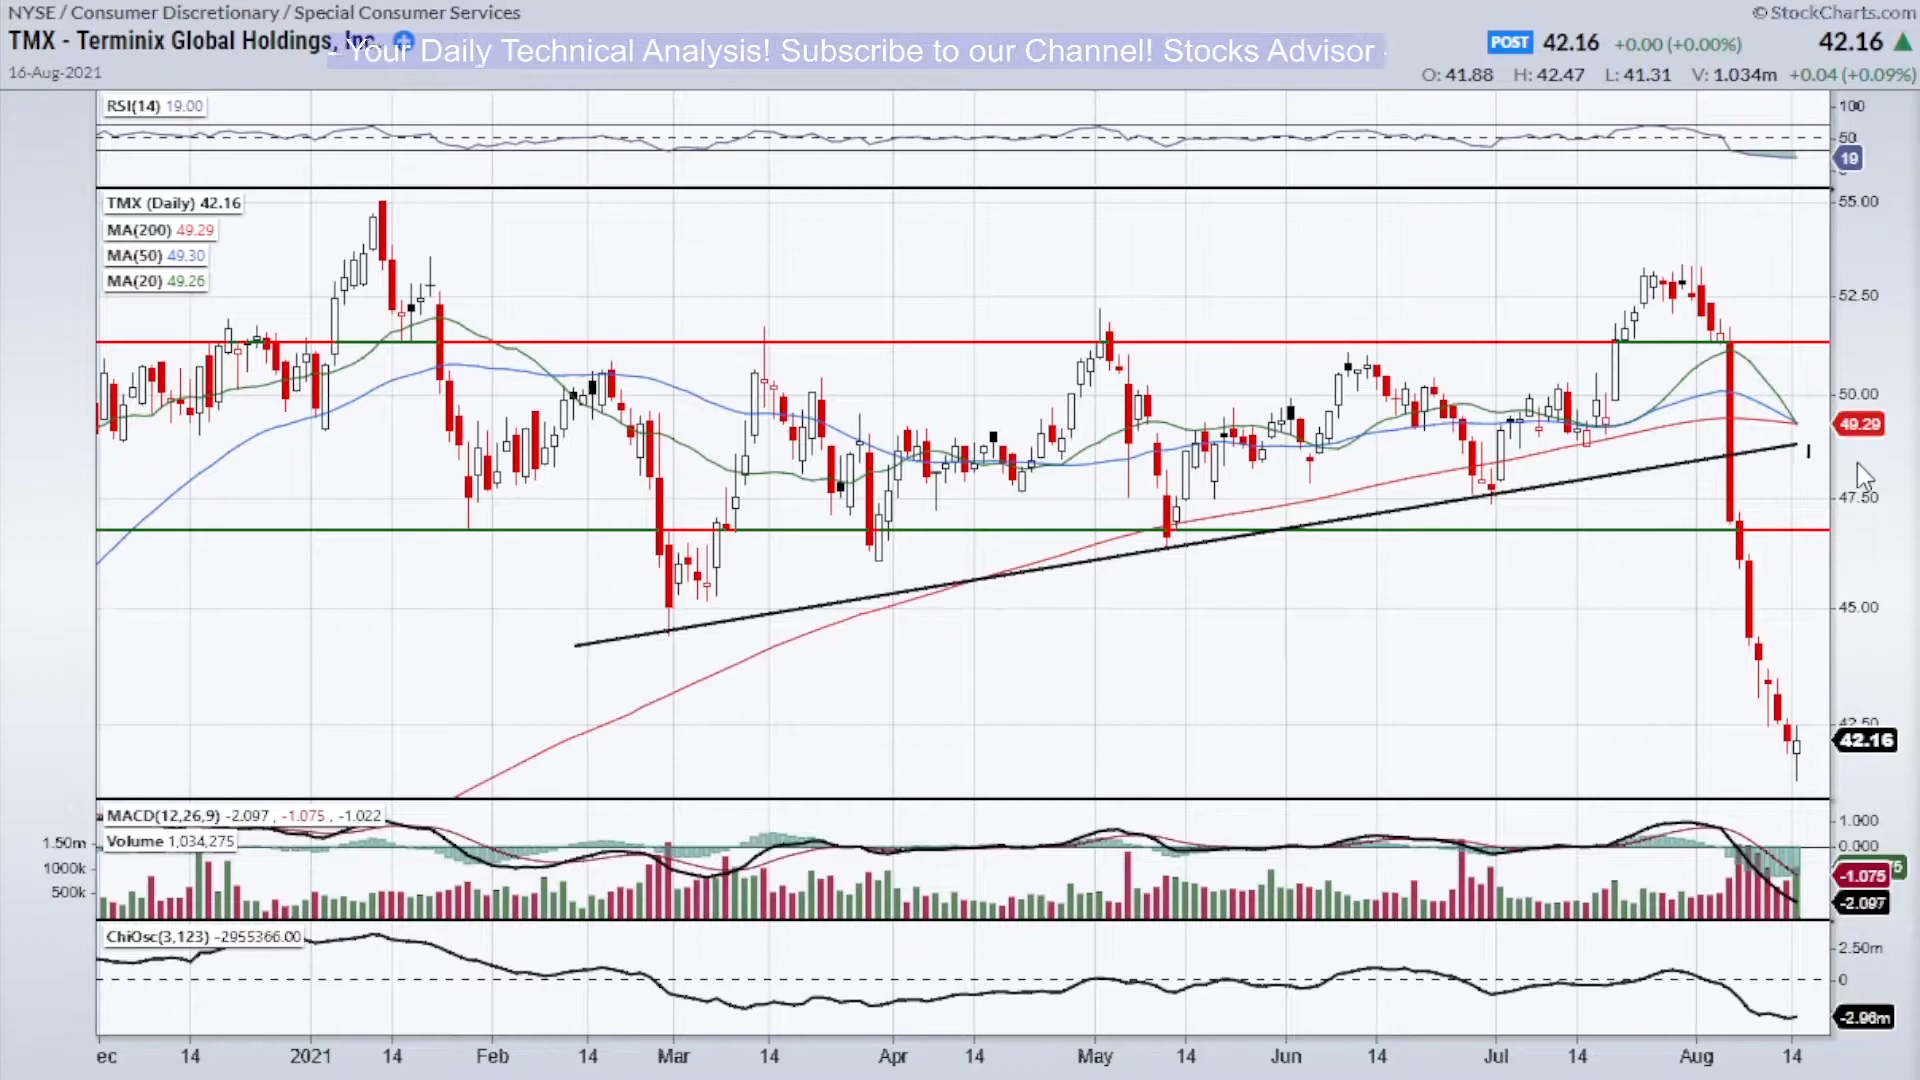 NYSE / Consumer Discretionary / Special Consumer Services
© StockCharts.com
TMX - Terminix Global Holdings, Inc.
- Your Daily Technical Analysis! Subscribe to our Channel! Stocks Advisor -
POST 42.16 +0.00 (+0.00%) 42.16
16-Aug-2021
O: 41.88 H: 42.47 L: 41.31 V: 1.034m +0.04 (+0.09%)
RSI(14) 19.00
100
50
19
TMX (Daily) 42.16
MA(200) 49.29
MA(50) 49.30
MA(20) 49.26
55.00
52.50
50.00
49.29
47.50
45.00
42.50
42.16
MACD(12,26,9) -2.097 , -1.075 , -1.022
Volume 1,034,275
1.50m
1000k
500k
1.000
0.000
-1.075
-2.097
ChiOsc(3,123) -2955366.00
2.50m
0
-2.96m
ec 14 2021 14 Feb 14 Mar 14 Apr 14 May 14 Jun 14 Jul 14 Aug 14